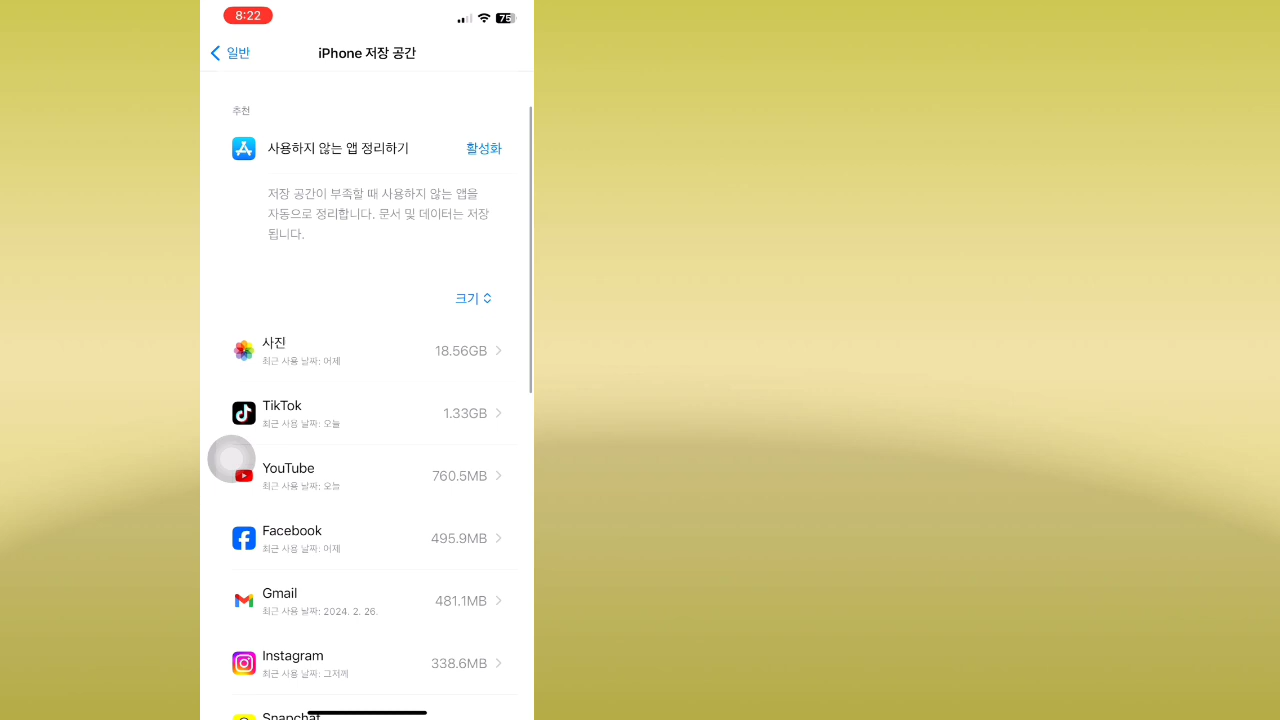 8:22
75
일반
iPhone 저장 공간
추천
사용하지 않는 앱 정리하기
활성화
저장 공간이 부족할 때 사용하지 않는 앱을
자동으로 정리합니다. 문서 및 데이터는 저장
됩니다.
크기
사진
18.56GB
최근 사용 날짜: 어제
TikTok
1.33GB
최근 사용 날짜: 오늘
YouTube
760.5MB
최근 사용 날짜: 오늘
Facebook
495.9MB
최근 사용 날짜: 어제
Gmail
481.1MB
최근 사용 날짜: 2024. 2. 26.
Instagram
338.6MB
최근 사용 날짜: 그저께
Snapchat